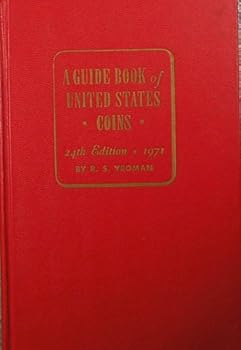 A GUIDE BOOK of
UNITED STATES
• COINS •
24th Edition • 1971
BY R. S. YEOMAN